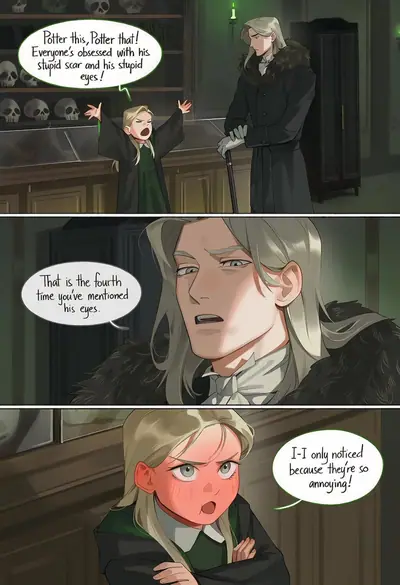 Potter this, Potter that!
Everyone's obsessed with his
stupid scar and his stupid
eyes!
That is the fourth
time you've mentioned
his eyes.
I-I only noticed
because they're so
annoying!